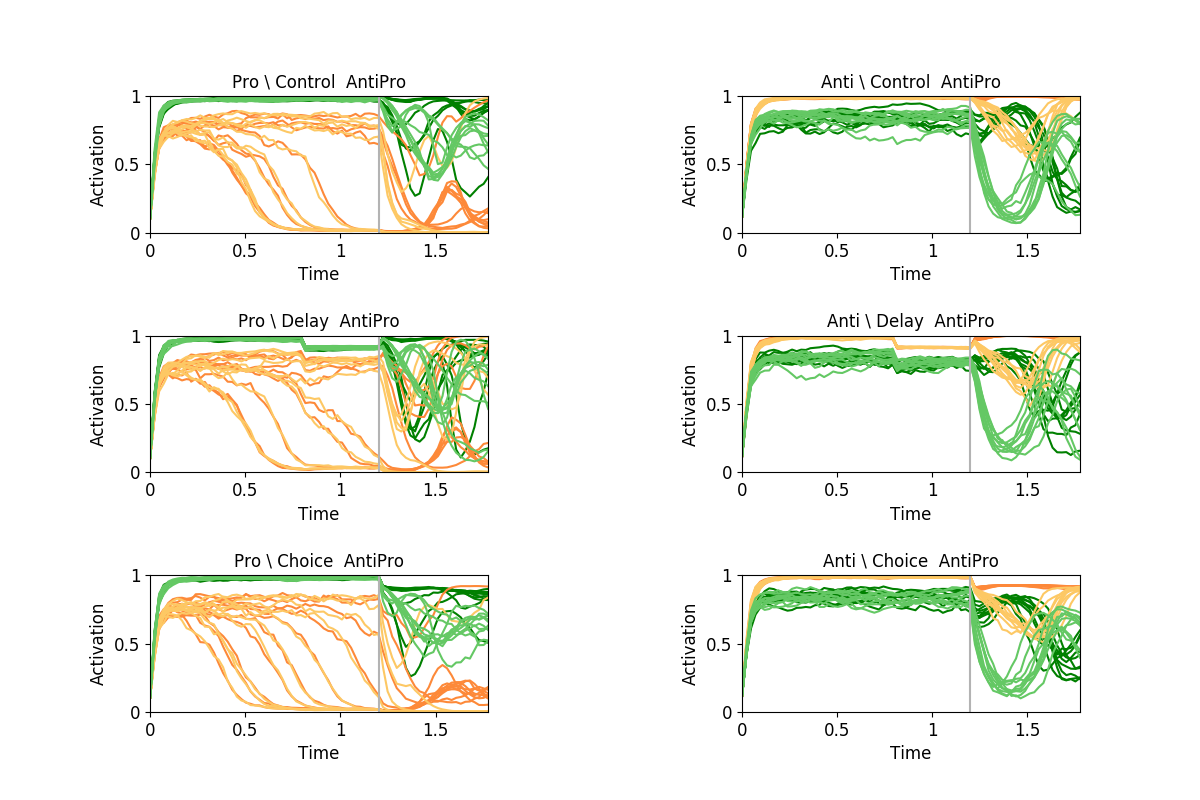 Pro \ Control  AntiPro
Anti \ Control  AntiPro
1
0.5
0
Activation
0
0.5
1
1.5
Time
1
0.5
0
Activation
0
0.5
1
1.5
Time
Pro \ Delay  AntiPro
Anti \ Delay  AntiPro
1
0.5
0
Activation
0
0.5
1
1.5
Time
1
0.5
0
Activation
0
0.5
1
1.5
Time
Pro \ Choice  AntiPro
Anti \ Choice  AntiPro
1
0.5
0
Activation
0
0.5
1
1.5
Time
1
0.5
0
Activation
0
0.5
1
1.5
Time